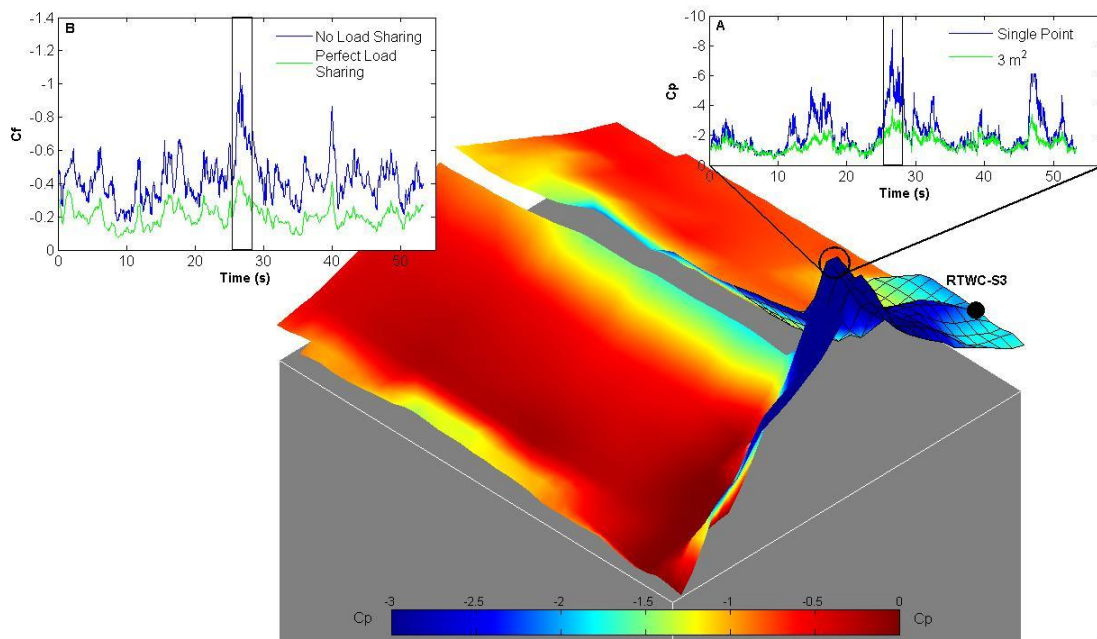 B
No Load Sharing
Perfect Load
Sharing
Cf
-1.4
-1.2
-1
-0.8
-0.6
-0.4
-0.2
0
0 10 20 30 40 50
Time (s)
A
Single Point
3 m²
Cp
-10
-8
-6
-4
-2
0
0 10 20 30 40 50
Time (s)
RTWC-S3
Cp -3 -2.5 -2 -1.5 -1 -0.5 0 Cp